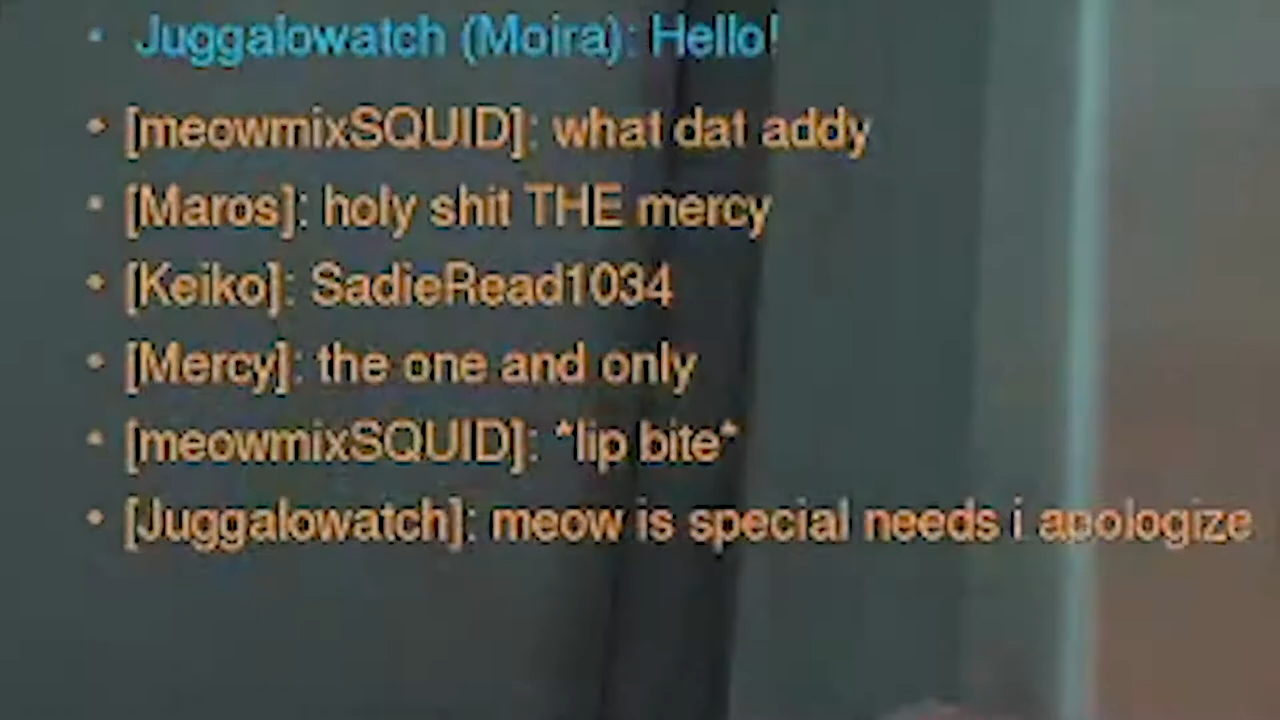 Juggalowatch (Moira): Hello!
[meowmixSQUID]: what dat addy
[Maros]: holy shit THE mercy
[Keiko]: SadieRead1034
[Mercy]: the one and only
[meowmixSQUID]: *lip bite*
[Juggalowatch]: meow is special needs i apologize